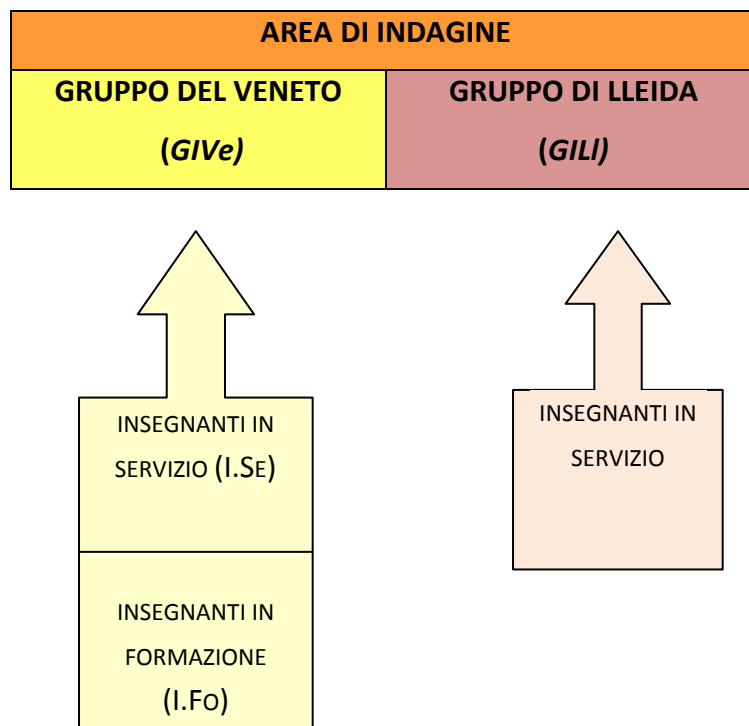 AREA DI INDAGINE
GRUPPO DEL VENETO
(GIVe)
GRUPPO DI LLEIDA
(GILl)
INSEGNANTI IN
SERVIZIO (I.SE)
INSEGNANTI IN
FORMAZIONE
(I.FO)
INSEGNANTI IN
SERVIZIO